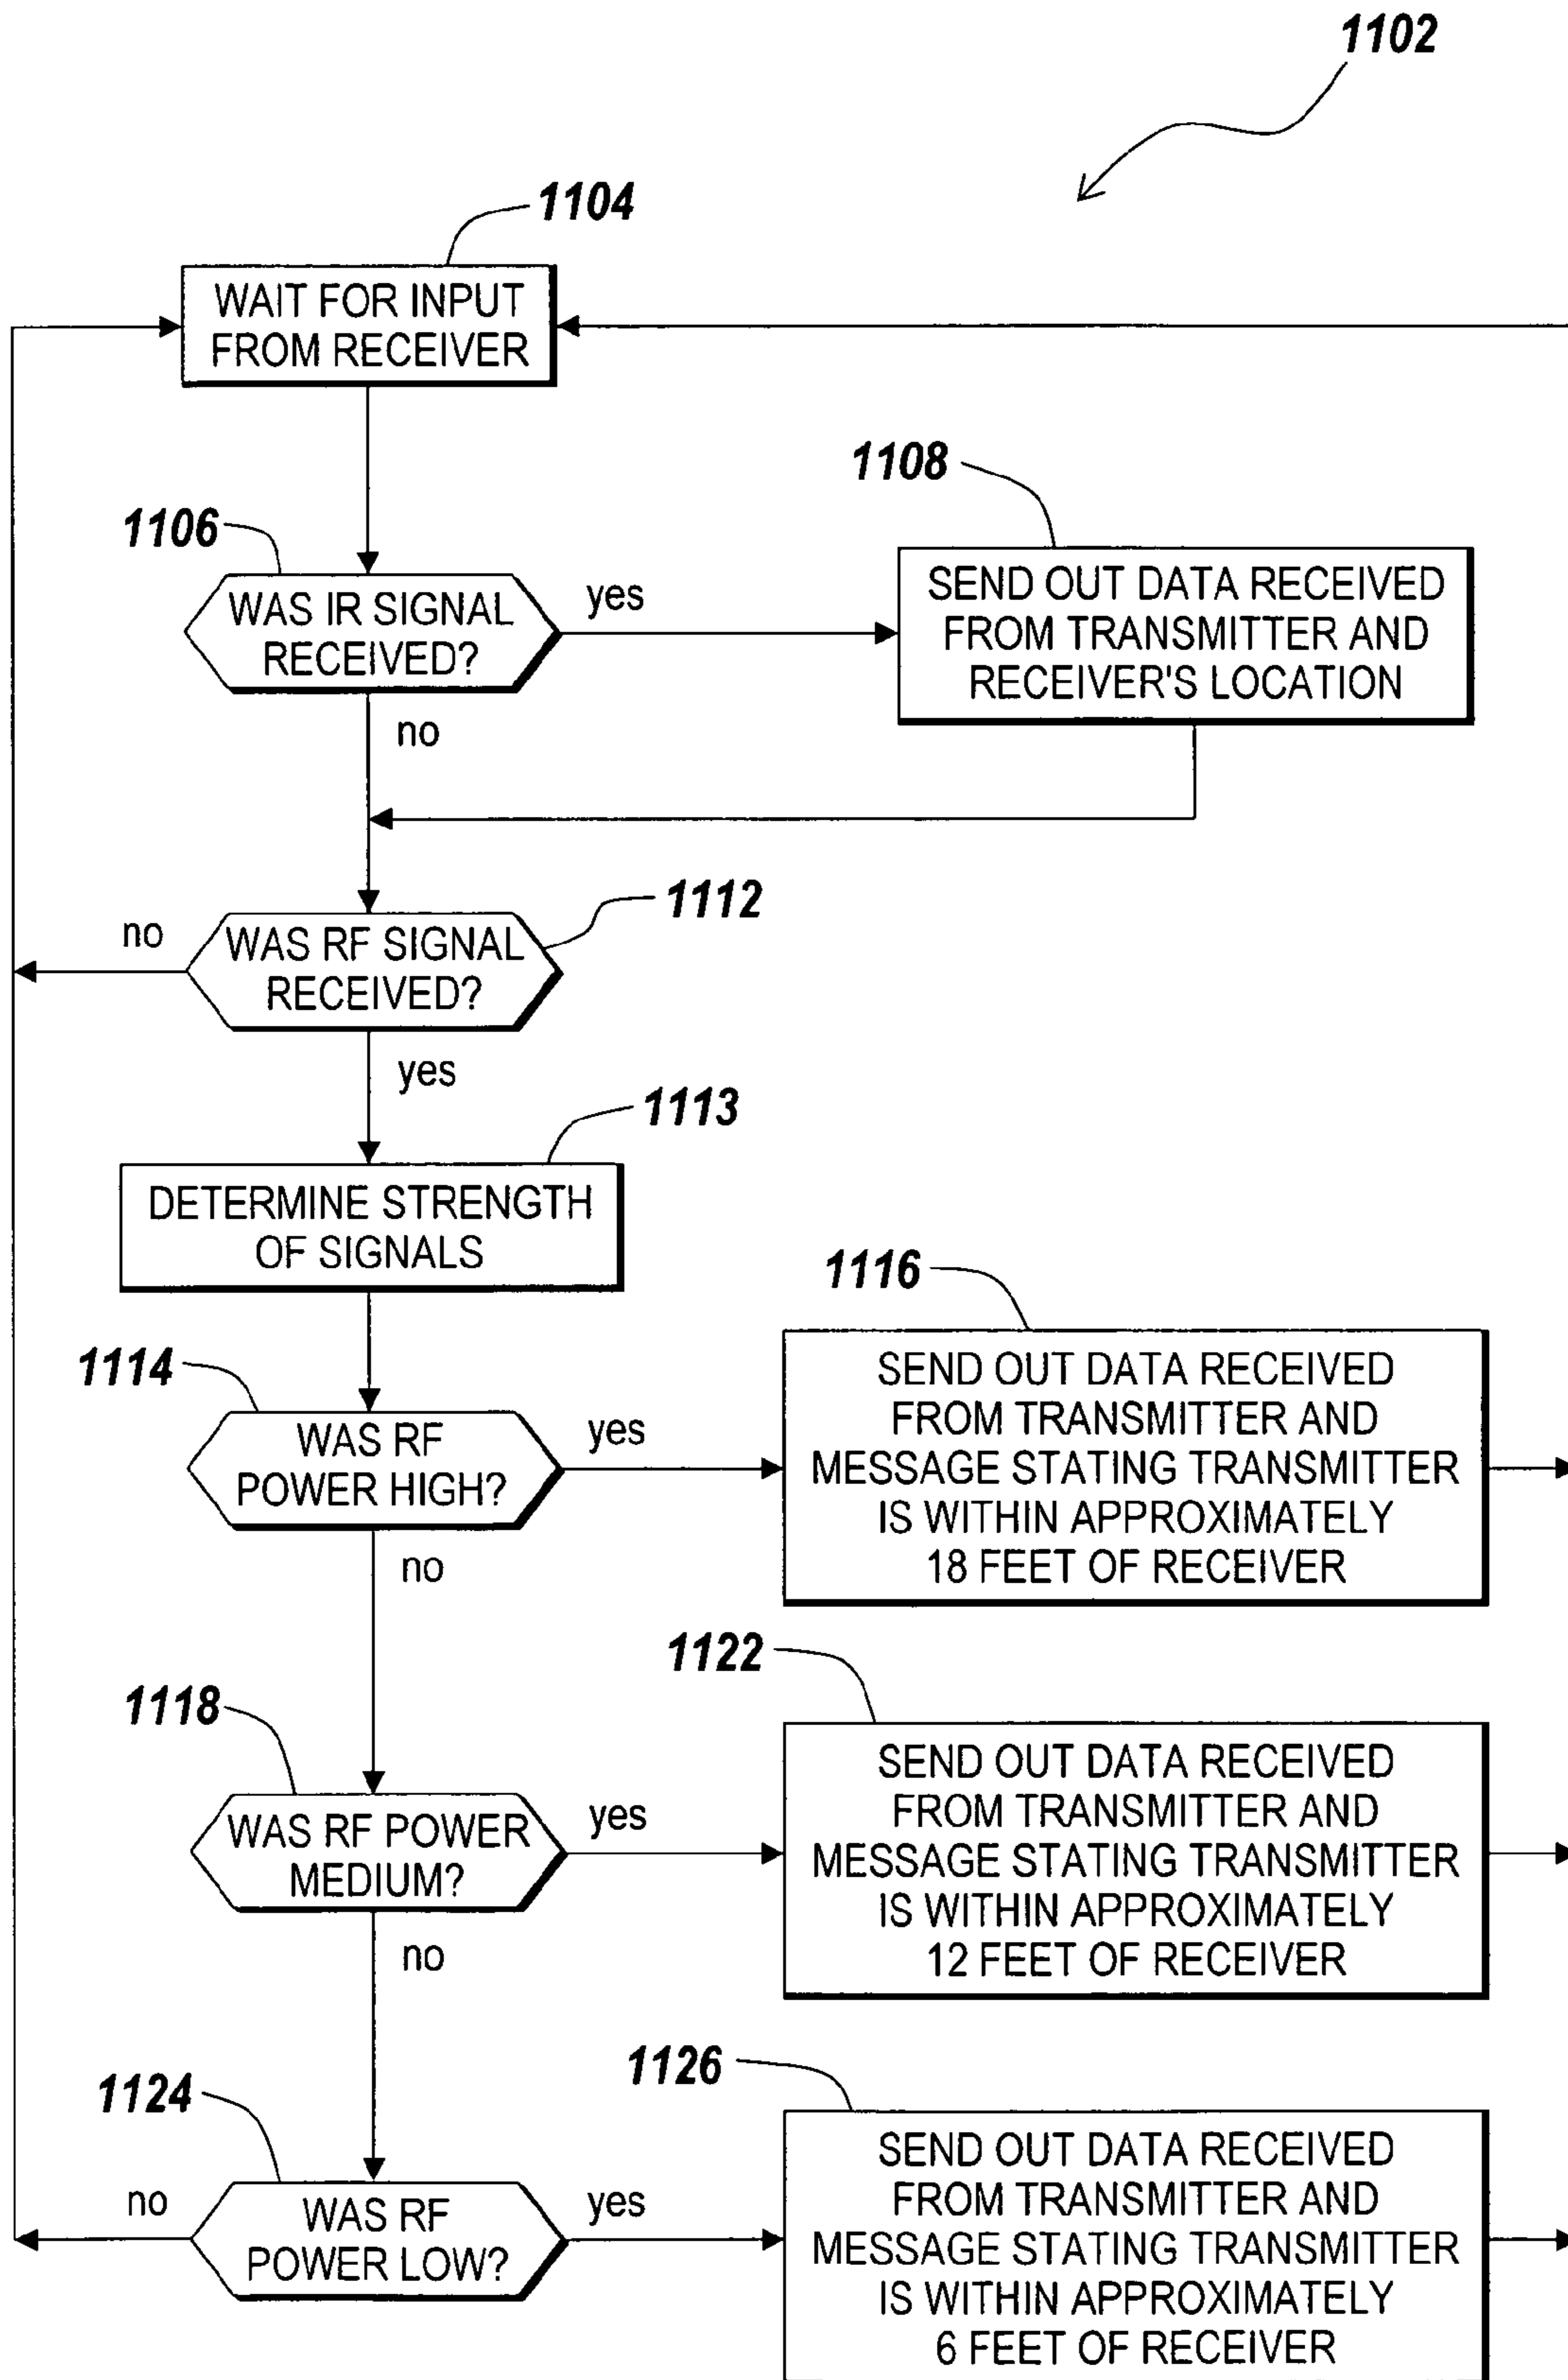 1102
1104
WAIT FOR INPUT
FROM RECEIVER
1106
WAS IR SIGNAL
RECEIVED?
yes
no
1108
SEND OUT DATA RECEIVED
FROM TRANSMITTER AND
RECEIVER'S LOCATION
1112
WAS RF SIGNAL
RECEIVED?
no
yes
1113
DETERMINE STRENGTH
OF SIGNALS
1114
WAS RF
POWER HIGH?
yes
no
1116
SEND OUT DATA RECEIVED
FROM TRANSMITTER AND
MESSAGE STATING TRANSMITTER
IS WITHIN APPROXIMATELY
18 FEET OF RECEIVER
1118
WAS RF POWER
MEDIUM?
yes
no
1122
SEND OUT DATA RECEIVED
FROM TRANSMITTER AND
MESSAGE STATING TRANSMITTER
IS WITHIN APPROXIMATELY
12 FEET OF RECEIVER
1124
WAS RF
POWER LOW?
no
yes
1126
SEND OUT DATA RECEIVED
FROM TRANSMITTER AND
MESSAGE STATING TRANSMITTER
IS WITHIN APPROXIMATELY
6 FEET OF RECEIVER